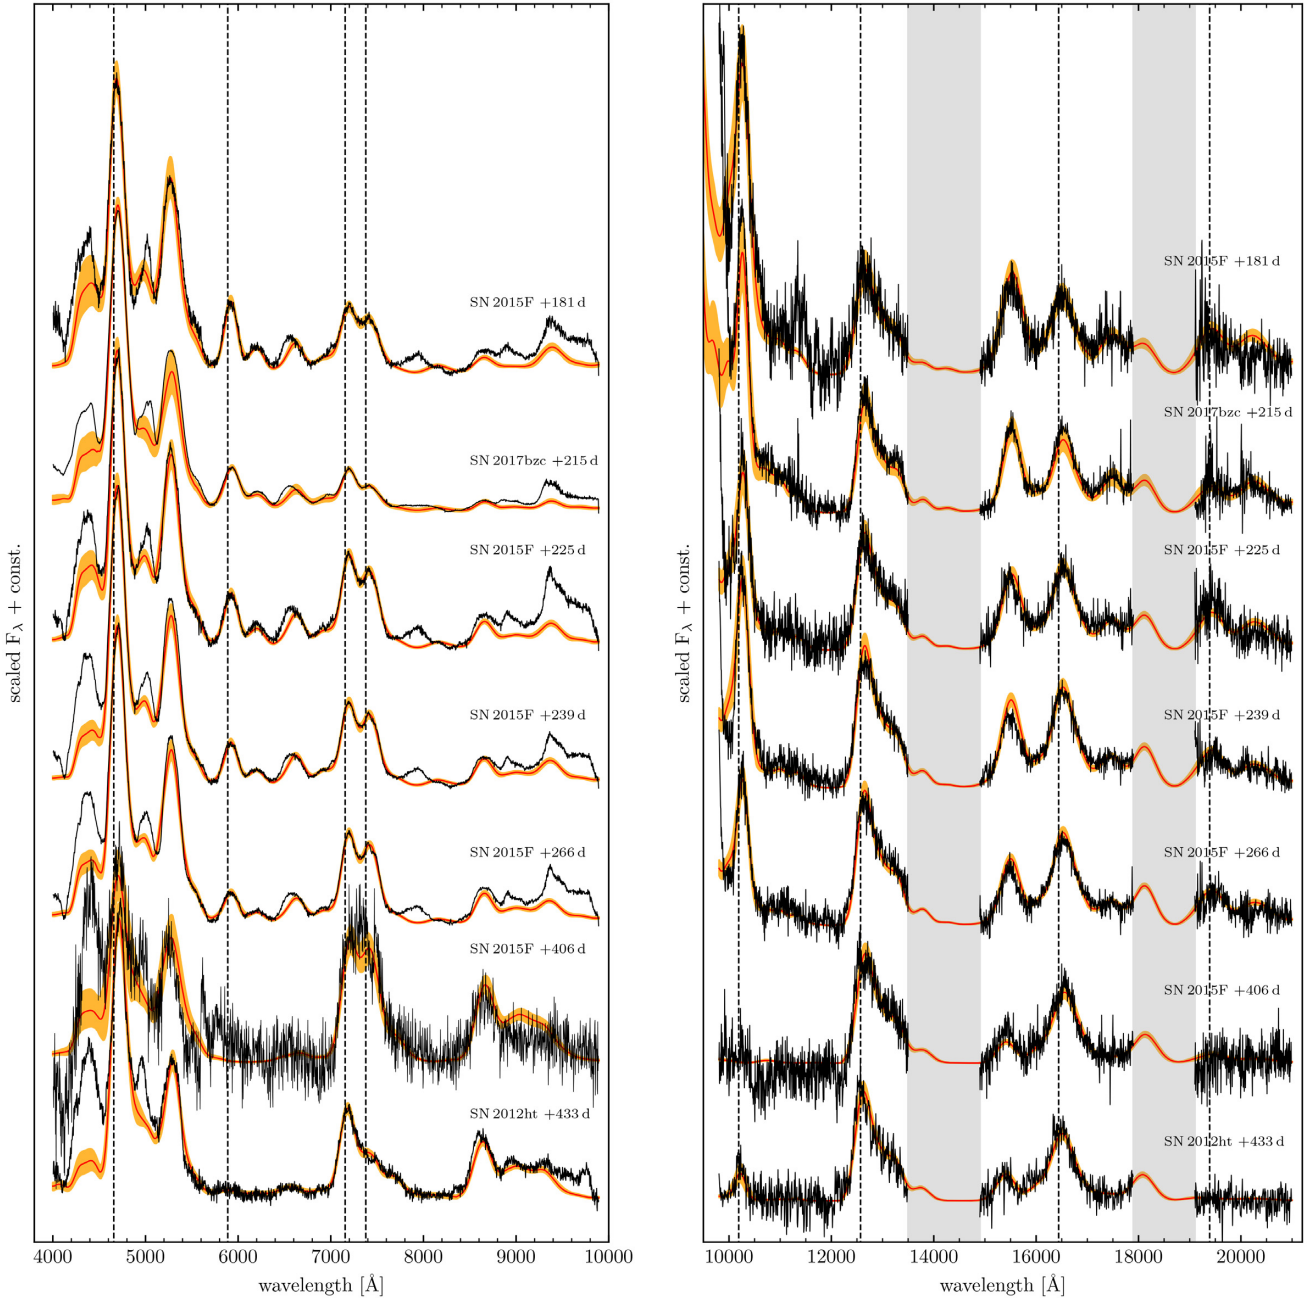 scaled F_λ + const.
SN 2015F +181 d
SN 2017bzc +215 d
SN 2015F +225 d
SN 2015F +239 d
SN 2015F +266 d
SN 2015F +406 d
SN 2012ht +433 d
4000 5000 6000 7000 8000 9000 10000
wavelength [Å]
scaled F_λ + const.
SN 2015F +181 d
SN 2017bzc +215 d
SN 2015F +225 d
SN 2015F +239 d
SN 2015F +266 d
SN 2015F +406 d
SN 2012ht +433 d
10000 12000 14000 16000 18000 20000
wavelength [Å]